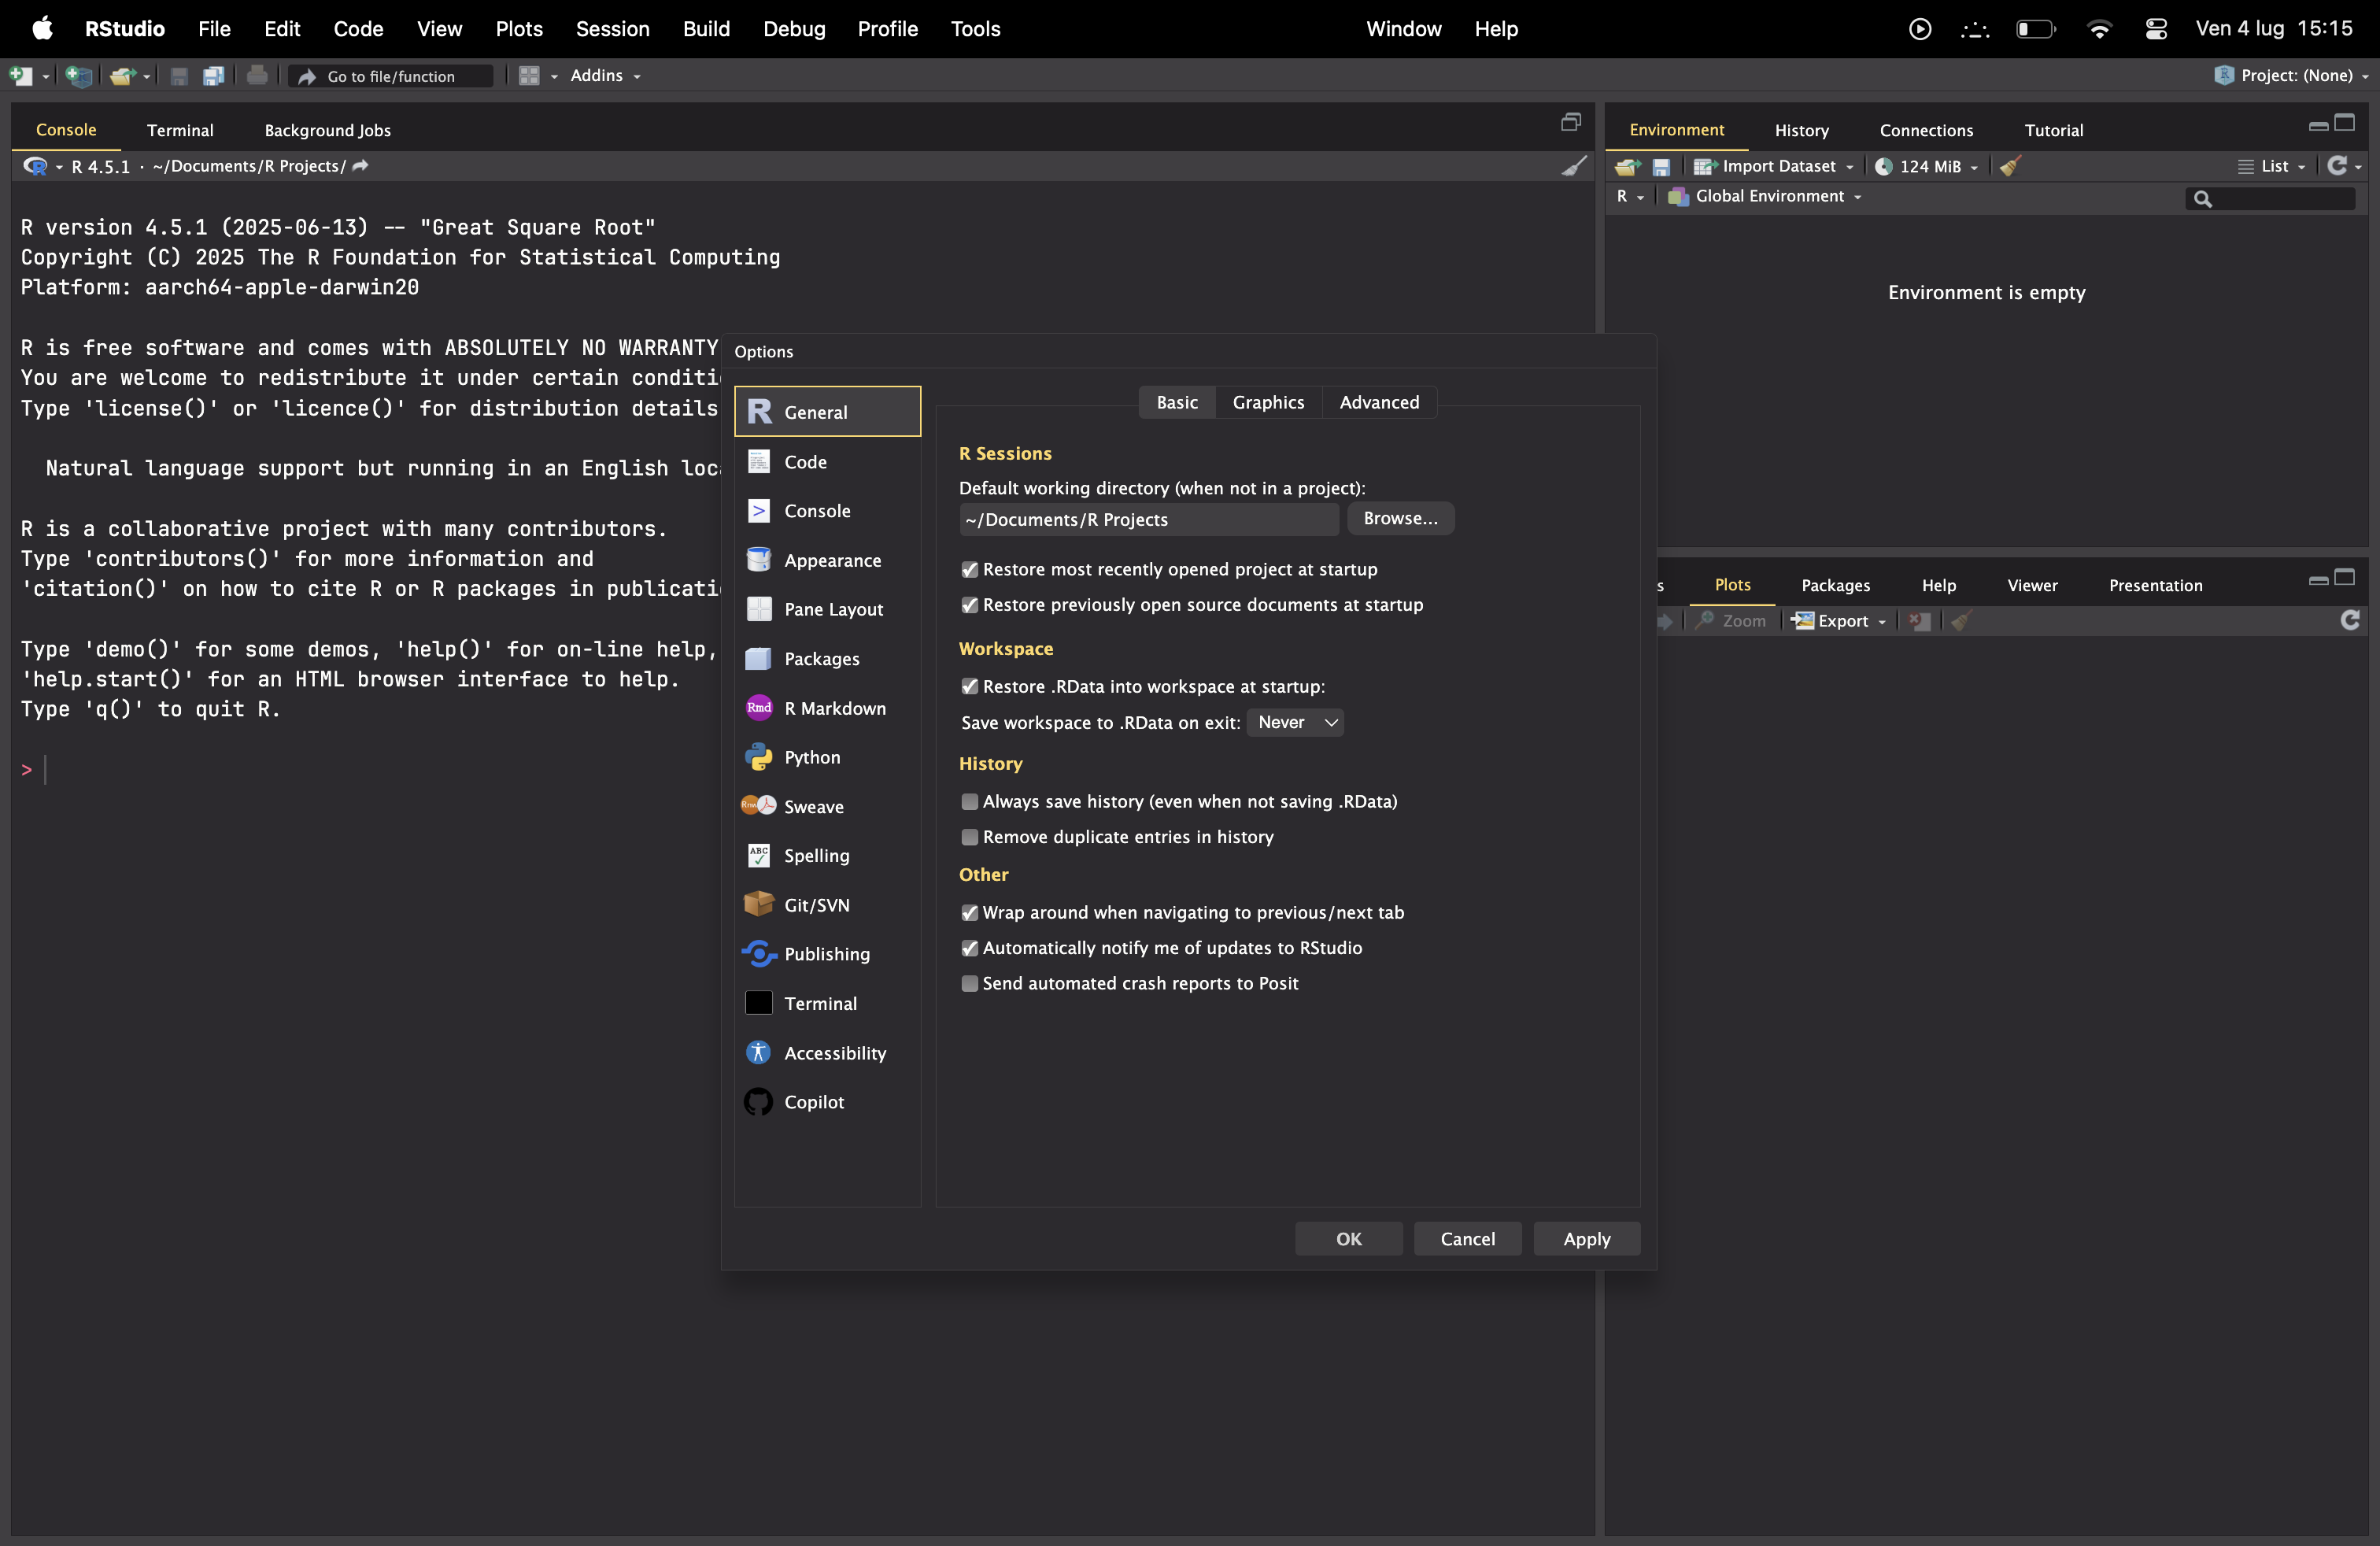 RStudio File Edit Code View Plots Session Build Debug Profile Tools Window Help Ven 4 lug 15:15
Go to file/function Addins Project: (None)
Console Terminal Background Jobs
R 4.5.1 · ~/Documents/R Projects/
R version 4.5.1 (2025-06-13) -- "Great Square Root"
Copyright (C) 2025 The R Foundation for Statistical Computing
Platform: aarch64-apple-darwin20
R is free software and comes with ABSOLUTELY NO WARRANTY
You are welcome to redistribute it under certain conditi
Type 'license()' or 'licence()' for distribution details
Natural language support but running in an English loc
R is a collaborative project with many contributors.
Type 'contributors()' for more information and
'citation()' on how to cite R or R packages in publicati
Type 'demo()' for some demos, 'help()' for on-line help,
'help.start()' for an HTML browser interface to help.
Type 'q()' to quit R.
>
Options
General
Code
Console
Appearance
Pane Layout
Packages
Rmd R Markdown
Python
Sweave
ABC Spelling
Git/SVN
Publishing
Terminal
Accessibility
Copilot
Basic Graphics Advanced
R Sessions
Default working directory (when not in a project):
~/Documents/R Projects Browse...
Restore most recently opened project at startup
Restore previously open source documents at startup
Workspace
Restore .RData into workspace at startup:
Save workspace to .RData on exit: Never
History
Always save history (even when not saving .RData)
Remove duplicate entries in history
Other
Wrap around when navigating to previous/next tab
Automatically notify me of updates to RStudio
Send automated crash reports to Posit
OK Cancel Apply
Environment History Connections Tutorial
Import Dataset 124 MiB List
R Global Environment
Environment is empty
s Plots Packages Help Viewer Presentation
Zoom Export